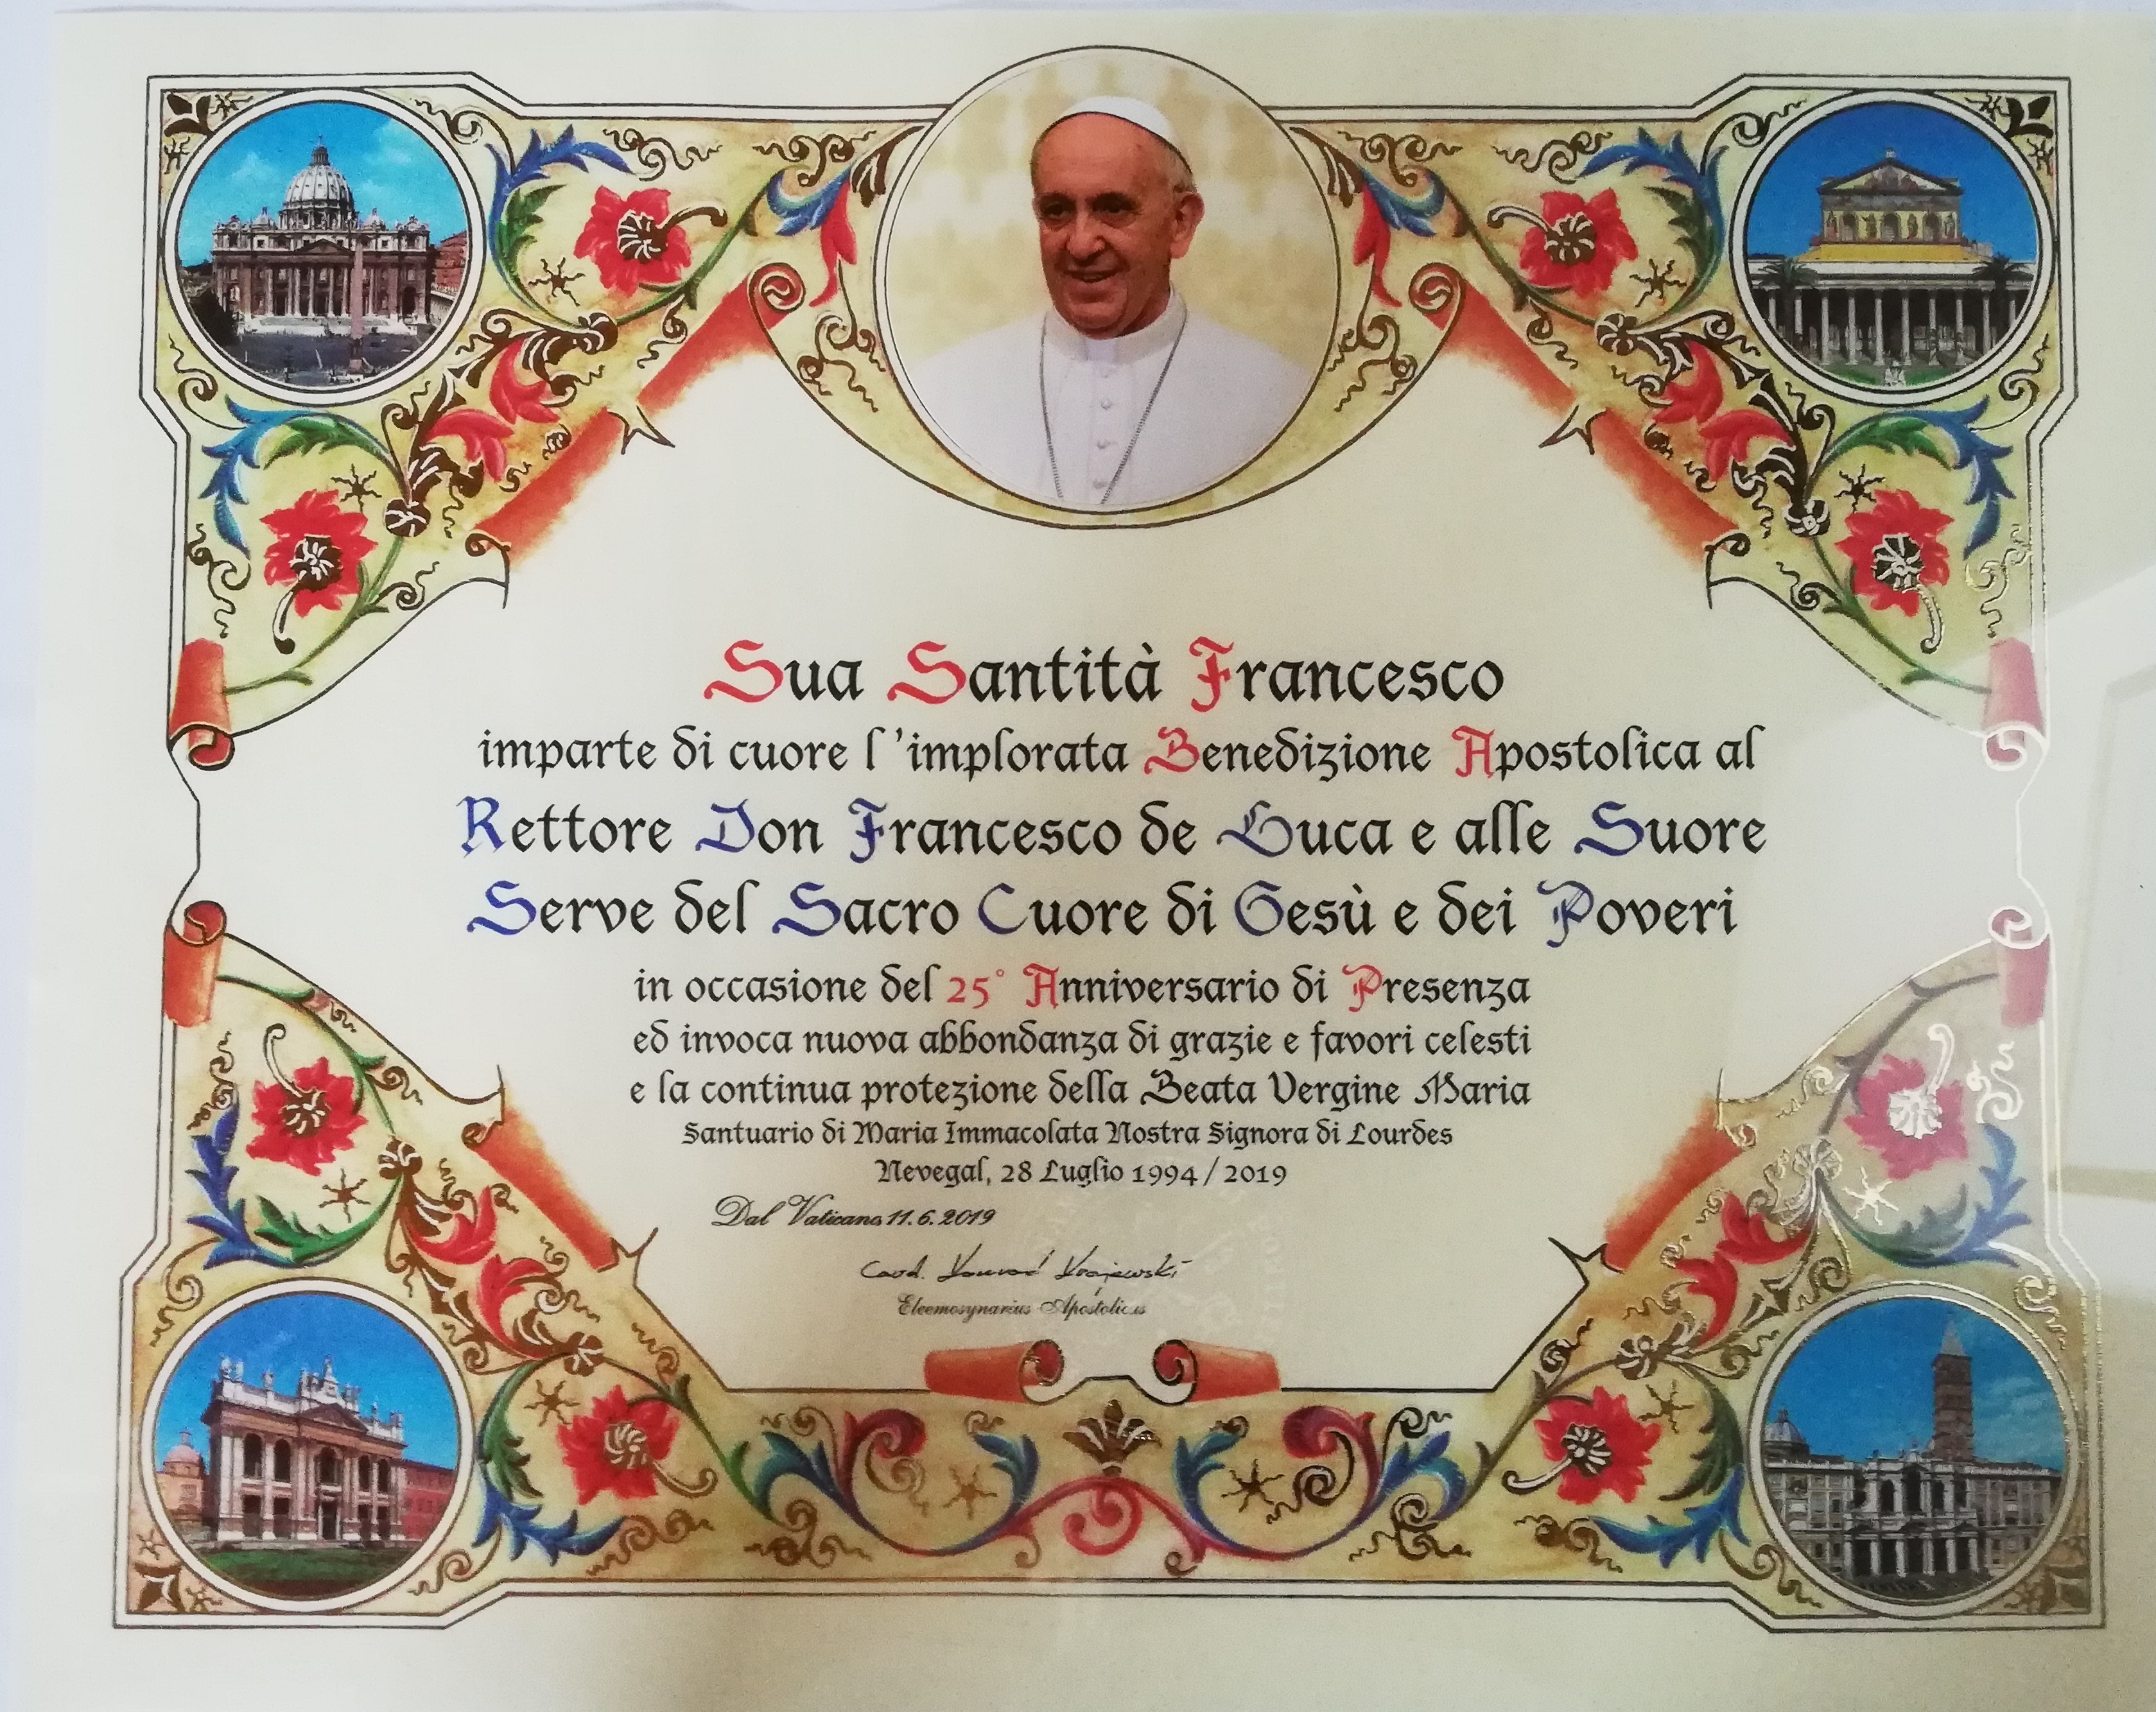 Sua Santità Francesco
imparte di cuore l'implorata Benedizione Apostolica al
Rettore Don Francesco de Luca e alle Suore
Serve del Sacro Cuore di Gesù e dei Poveri
in occasione del 25° Anniversario di Presenza
ed invoca nuova abbondanza di grazie e favori celesti
e la continua protezione della Beata Vergine Maria
Santuario di Maria Immacolata Nostra Signora di Lourdes
Nevegal, 28 Luglio 1994/2019
Dal Vaticano 11.6.2019
Card. Konrad Krajewski
Eleemosynarius Apostolicus